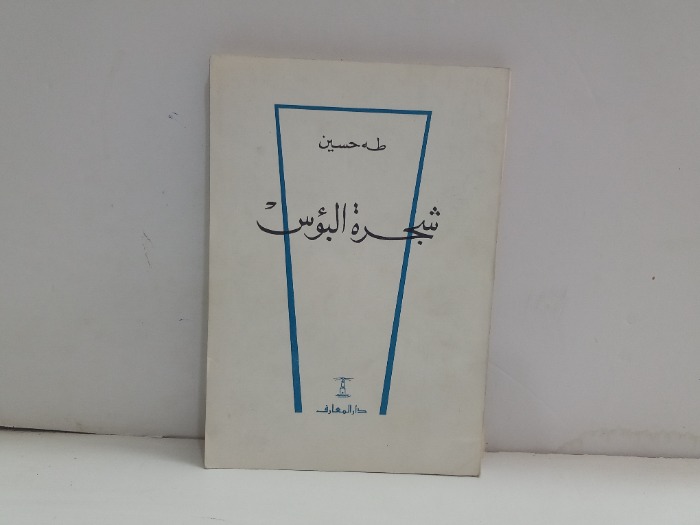 طه حسين
شجرة البؤس
دار المعارف